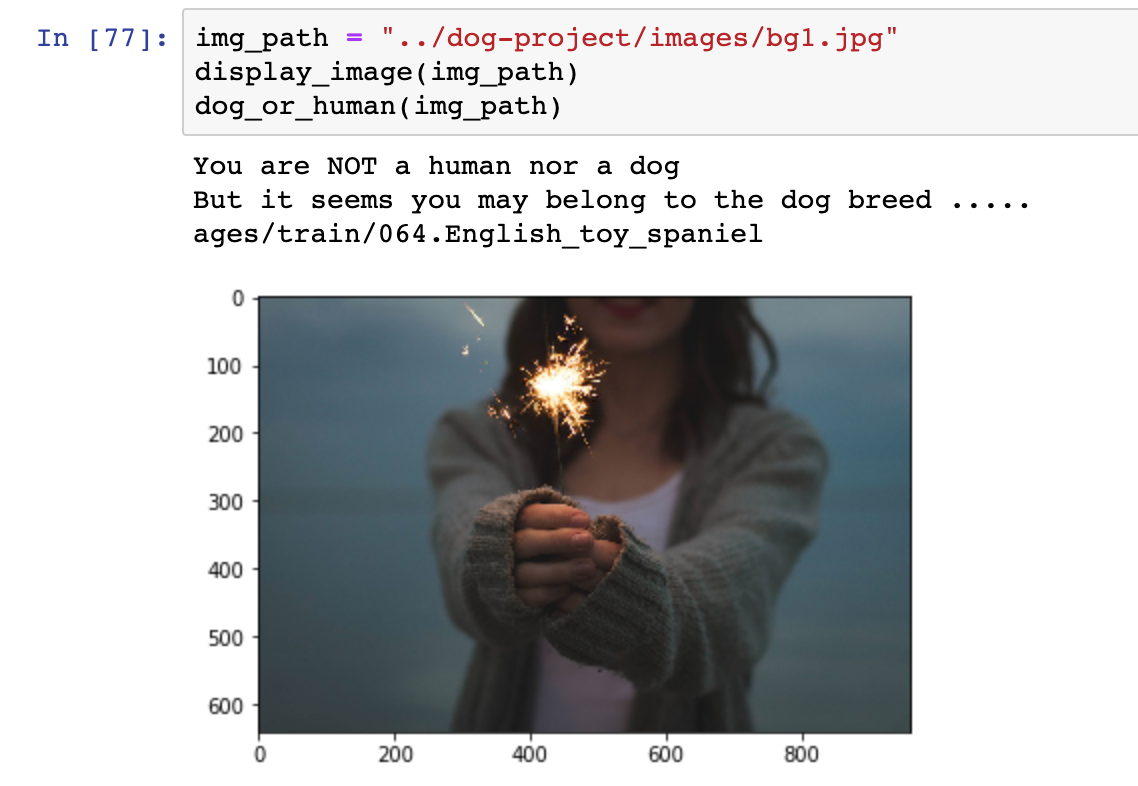 In [77]: img_path = "../dog-project/images/bg1.jpg"
display_image(img_path)
dog_or_human(img_path)
You are NOT a human nor a dog
But it seems you may belong to the dog breed .....
ages/train/064.English_toy_spaniel
0
100
200
300
400
500
600
0 200 400 600 800